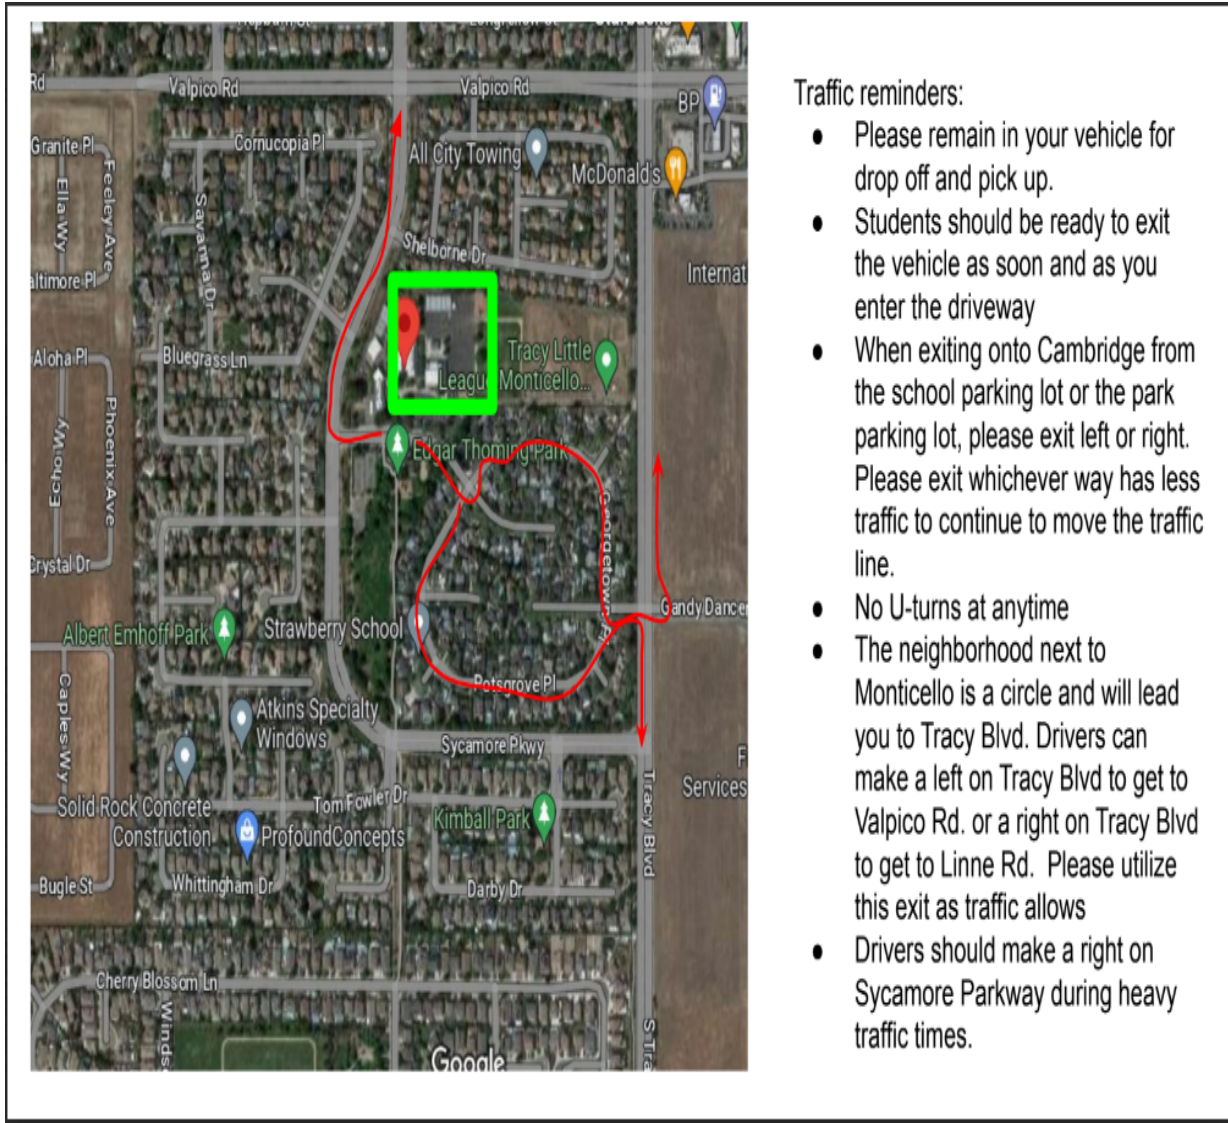 Valpico Rd
Valpico Rd
Rd
BP
Granite Pl
Cornucopia Pl
All City Towing
McDonald's
Feeley Ave
Ella Wy
Savanna Dr
Shelborne Dr
altimore Pl
Internat
Aloha Pl
Bluegrass Ln
Tracy Little
League Monticello...
Echo Wy
Phoenix Ave
Edgar Thoming Park
Georgetown Pl
Crystal Dr
Gandy Dancer
Albert Emhoff Park
Strawberry School
Potsgrove Pl
Caples Wy
Atkins Specialty
Windows
Sycamore Pkwy
F
Services
Solid Rock Concrete
Construction
Tom Fowler Dr
ProfoundConcepts
Kimball Park
Tracy Blvd
Bugle St
Whittingham Dr
Darby Dr
Cherry Blossom Ln
Winds
S Tra
Google
Traffic reminders:
● Please remain in your vehicle for
drop off and pick up.
● Students should be ready to exit
the vehicle as soon and as you
enter the driveway
● When exiting onto Cambridge from
the school parking lot or the park
parking lot, please exit left or right.
Please exit whichever way has less
traffic to continue to move the traffic
line.
● No U-turns at anytime
● The neighborhood next to
Monticello is a circle and will lead
you to Tracy Blvd. Drivers can
make a left on Tracy Blvd to get to
Valpico Rd. or a right on Tracy Blvd
to get to Linne Rd. Please utilize
this exit as traffic allows
● Drivers should make a right on
Sycamore Parkway during heavy
traffic times.